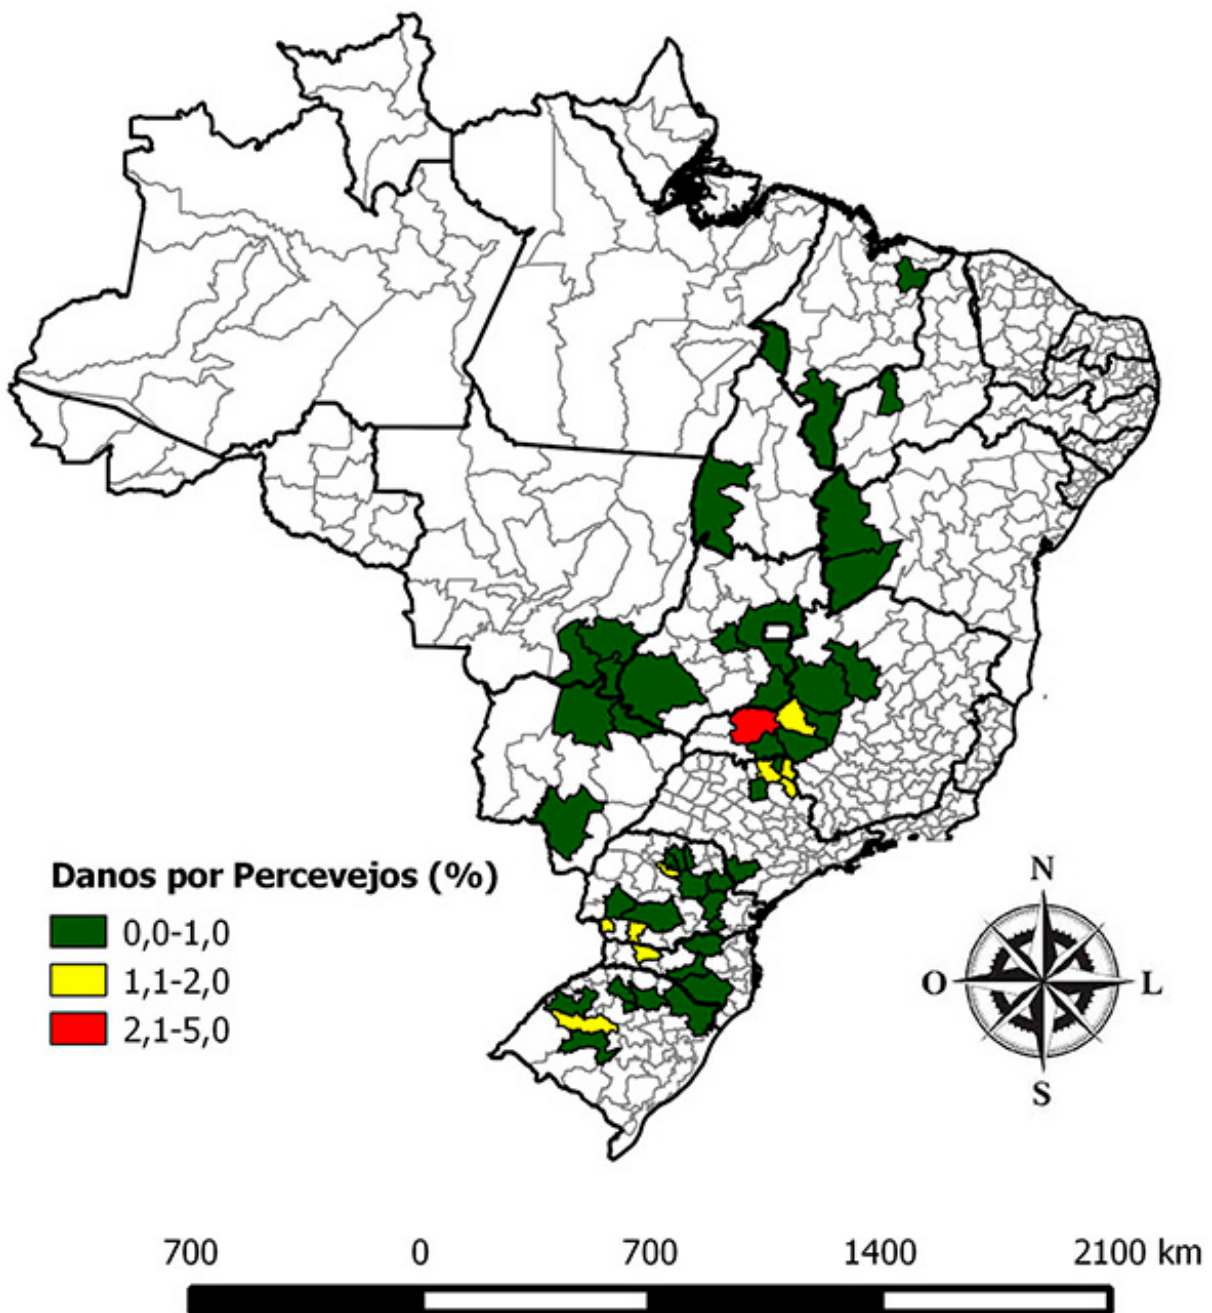 Danos por Percevejos (%)
0,0-1,0
1,1-2,0
2,1-5,0
N
O L
S
700 0 700 1400 2100 km